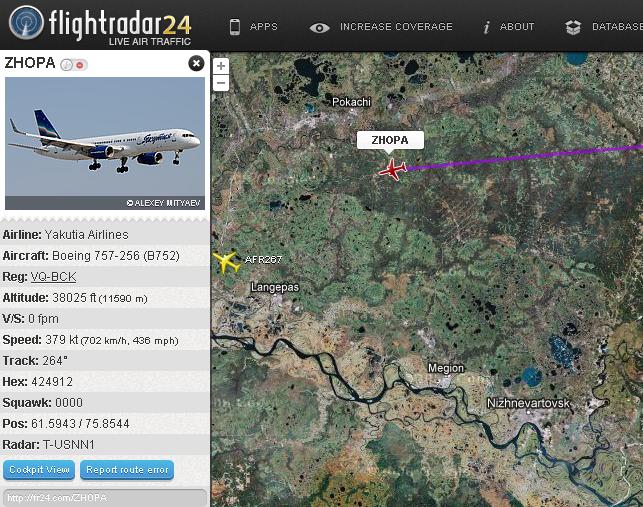 flightradar24
LIVE AIR TRAFFIC
APPS
INCREASE COVERAGE
i ABOUT
DATABASE
ZHOPA
Yakutia
© ALEXEY MITYAEV
Airline: Yakutia Airlines
Aircraft: Boeing 757-256 (B752)
Reg: VQ-BCK
Altitude: 38025 ft (11590 m)
V/S: 0 fpm
Speed: 379 kt (702 km/h, 436 mph)
Track: 264°
Hex: 424912
Squawk: 0000
Pos: 61.5943 / 75.8544
Radar: T-USNN1
Cockpit View
Report route error
http://fr24.com/ZHOPA
+
−
Pokachi
ZHOPA
AFR267
Langepas
Megion
Nizhnevartovsk